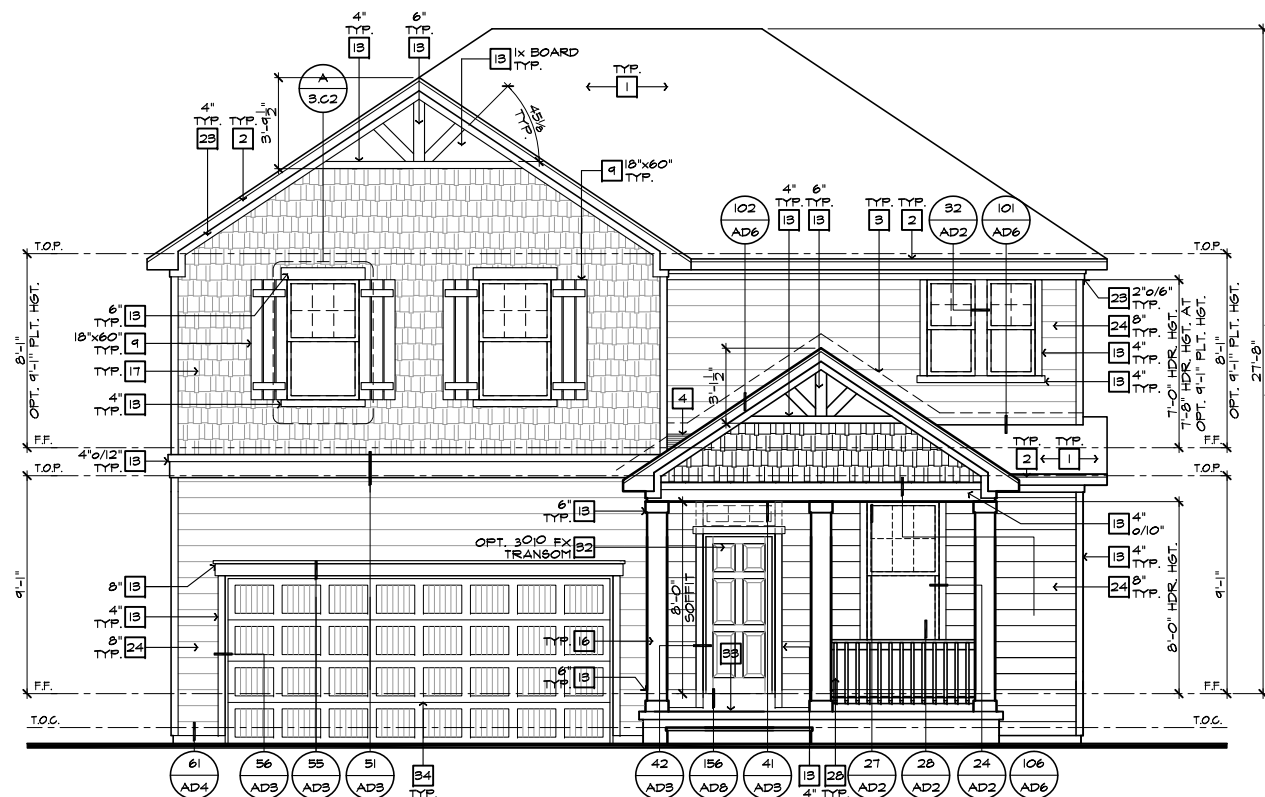 4"
TYP.
13
6"
TYP.
13
13
1x BOARD
TYP.
TYP.
1
A
3.C2
3'-9½"
45%
TYP.
4"
TYP.
23
TYP.
2
9
18"x60"
TYP.
102
AD6
4"
TYP.
13
6"
TYP.
13
TYP.
3
TYP.
2
32
AD2
101
AD6
T.O.P.
T.O.P.
8'-1"
OPT. 9'-1" PLT. HGT.
6"
TYP.
13
18"x60"
TYP.
9
TYP.
17
4"
TYP.
13
23
2"o/6"
TYP.
24
8"
TYP.
13
4"
TYP.
13
4"
TYP.
7'-0" HDR. HGT.
7'-8" HDR. HGT. AT
OPT. 9'-1" PLT. HGT.
8'-1"
OPT. 9'-1" PLT. HGT.
27'-8"
3'-1½"
4
F.F.
F.F.
4"o/12"
TYP.
13
TYP.
2
TYP.
1
T.O.P.
T.O.P.
9'-1"
6"
TYP.
13
OPT. 3010 FX
TRANSOM
32
13
4"
o/10"
13
4"
TYP.
24
8"
TYP.
8'-0" HDR. HGT.
9'-1"
8"
13
4"
TYP.
13
8"
TYP.
24
8'-0"
SOFFIT
TYP.
16
33
6"
TYP.
13
F.F.
F.F.
T.O.C.
T.O.C.
61
AD4
56
AD3
55
AD3
51
AD3
34
TYP.
42
AD3
156
AD8
41
AD3
13
4" TYP.
28
27
AD2
28
AD2
24
AD2
106
AD6